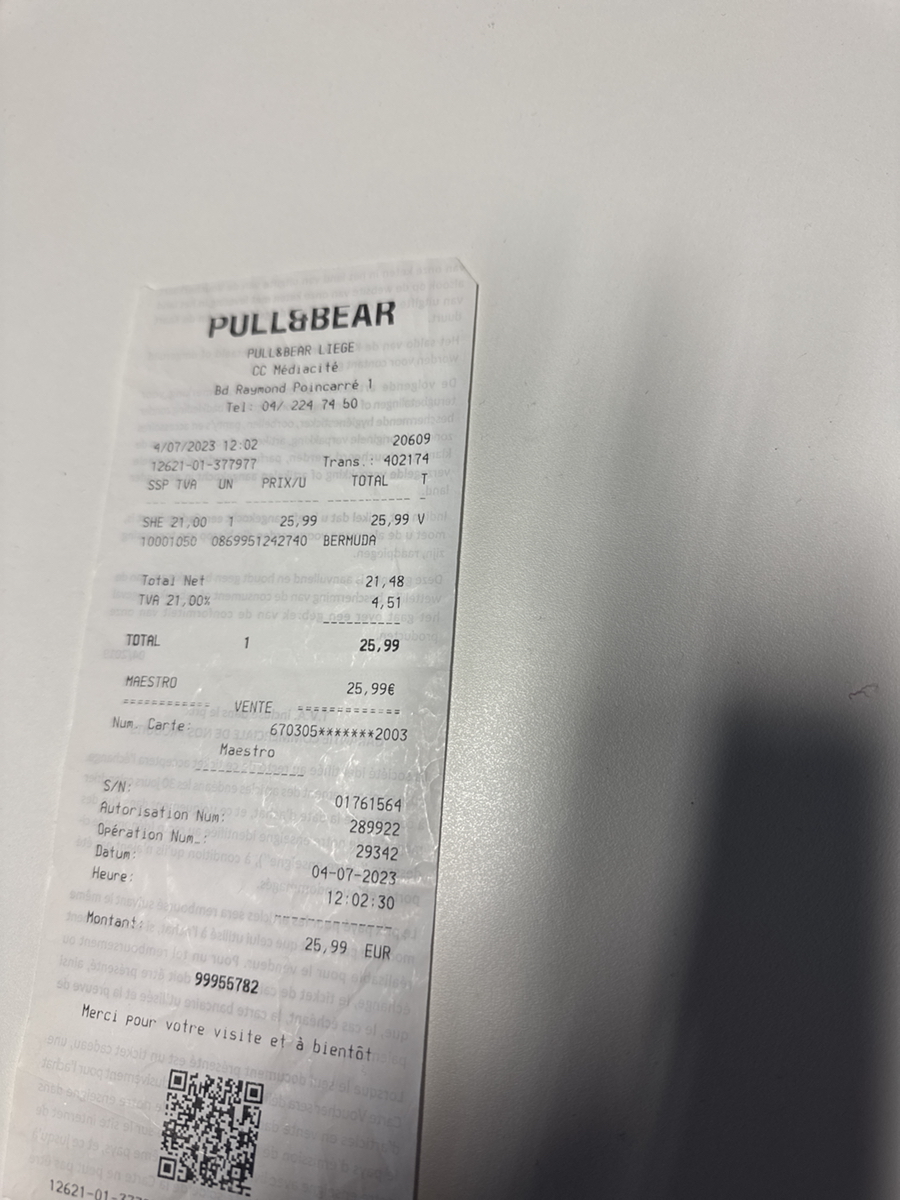 PULL&BEAR
PULL&BEAR LIEGE
CC Médiacité
Bd Raymond Poincarré 1
Tel: 04/ 224 74 60
4/07/2023 12:02 20609
12621-01-377977 Trans.: 402174
SSP TVA UN PRIX/U TOTAL T
SHE 21,00 1 25,99 25,99 V
10001050 0869951242740 BERMUDA
Total Net 21,48
TVA 21,00% 4,51
TOTAL 1 25,99
MAESTRO 25,99€
============ VENTE ============
Num. Carte: 670305*******2003
Maestro
S/N: 01761564
Autorisation Num: 289922
Opération Num.: 29342
Datum: 04-07-2023
Heure: 12:02:30
Montant: 25,99 EUR
99956782
Merci pour votre visite et à bientôt